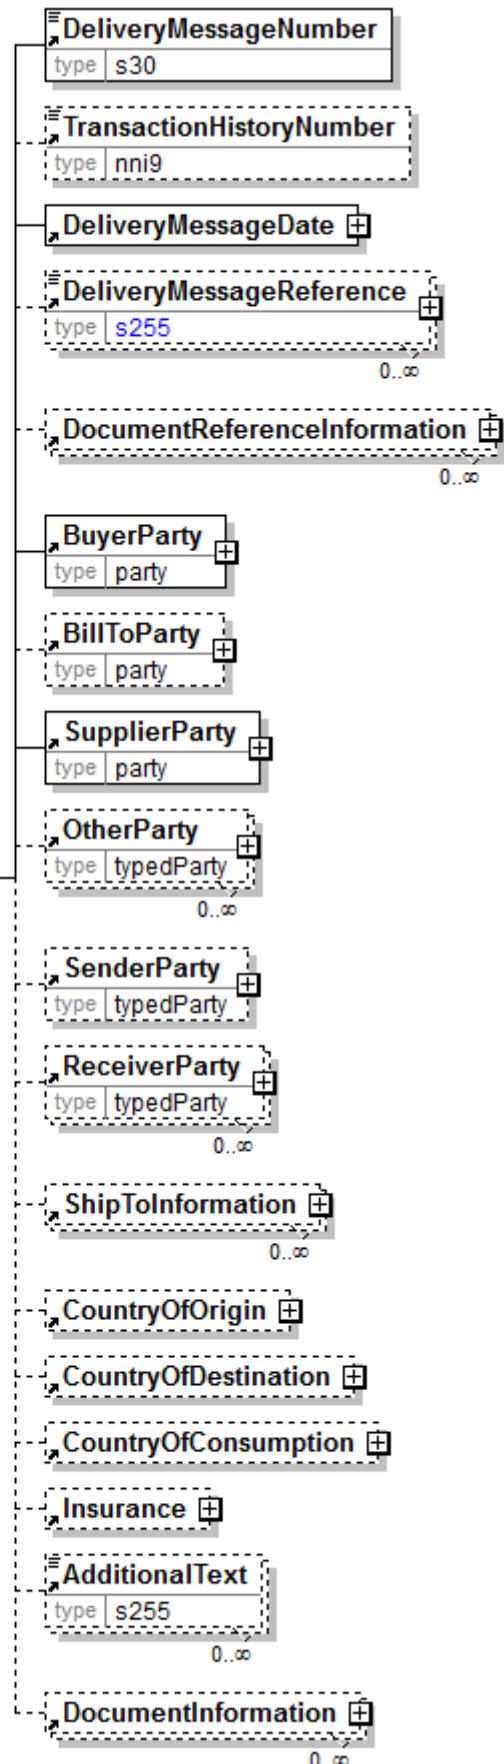 DeliveryMessageNumber
type s30
TransactionHistoryNumber
type nni9
DeliveryMessageDate
DeliveryMessageReference
type s255
0..∞
DocumentReferenceInformation
0..∞
BuyerParty
type party
BillToParty
type party
SupplierParty
type party
OtherParty
type typedParty
0..∞
SenderParty
type typedParty
ReceiverParty
type typedParty
0..∞
ShipToInformation
0..∞
CountryOfOrigin
CountryOfDestination
CountryOfConsumption
Insurance
AdditionalText
type s255
0..∞
DocumentInformation
0..∞